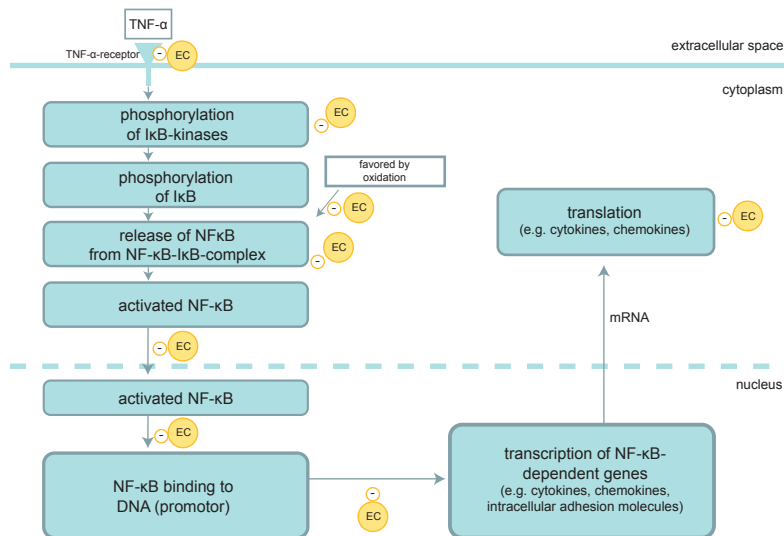 TNF-α
TNF-α-receptor
-
EC
extracellular space
cytoplasm
phosphorylation
of IκB-kinases
-
EC
phosphorylation
of IκB
favored by
oxidation
-
EC
release of NFκB
from NF-κB-IκB-complex
-
EC
activated NF-κB
-
EC
translation
(e.g. cytokines, chemokines)
-
EC
mRNA
nucleus
activated NF-κB
-
EC
NF-κB binding to
DNA (promotor)
-
EC
transcription of NF-κB-
dependent genes
(e.g. cytokines, chemokines,
intracellular adhesion molecules)